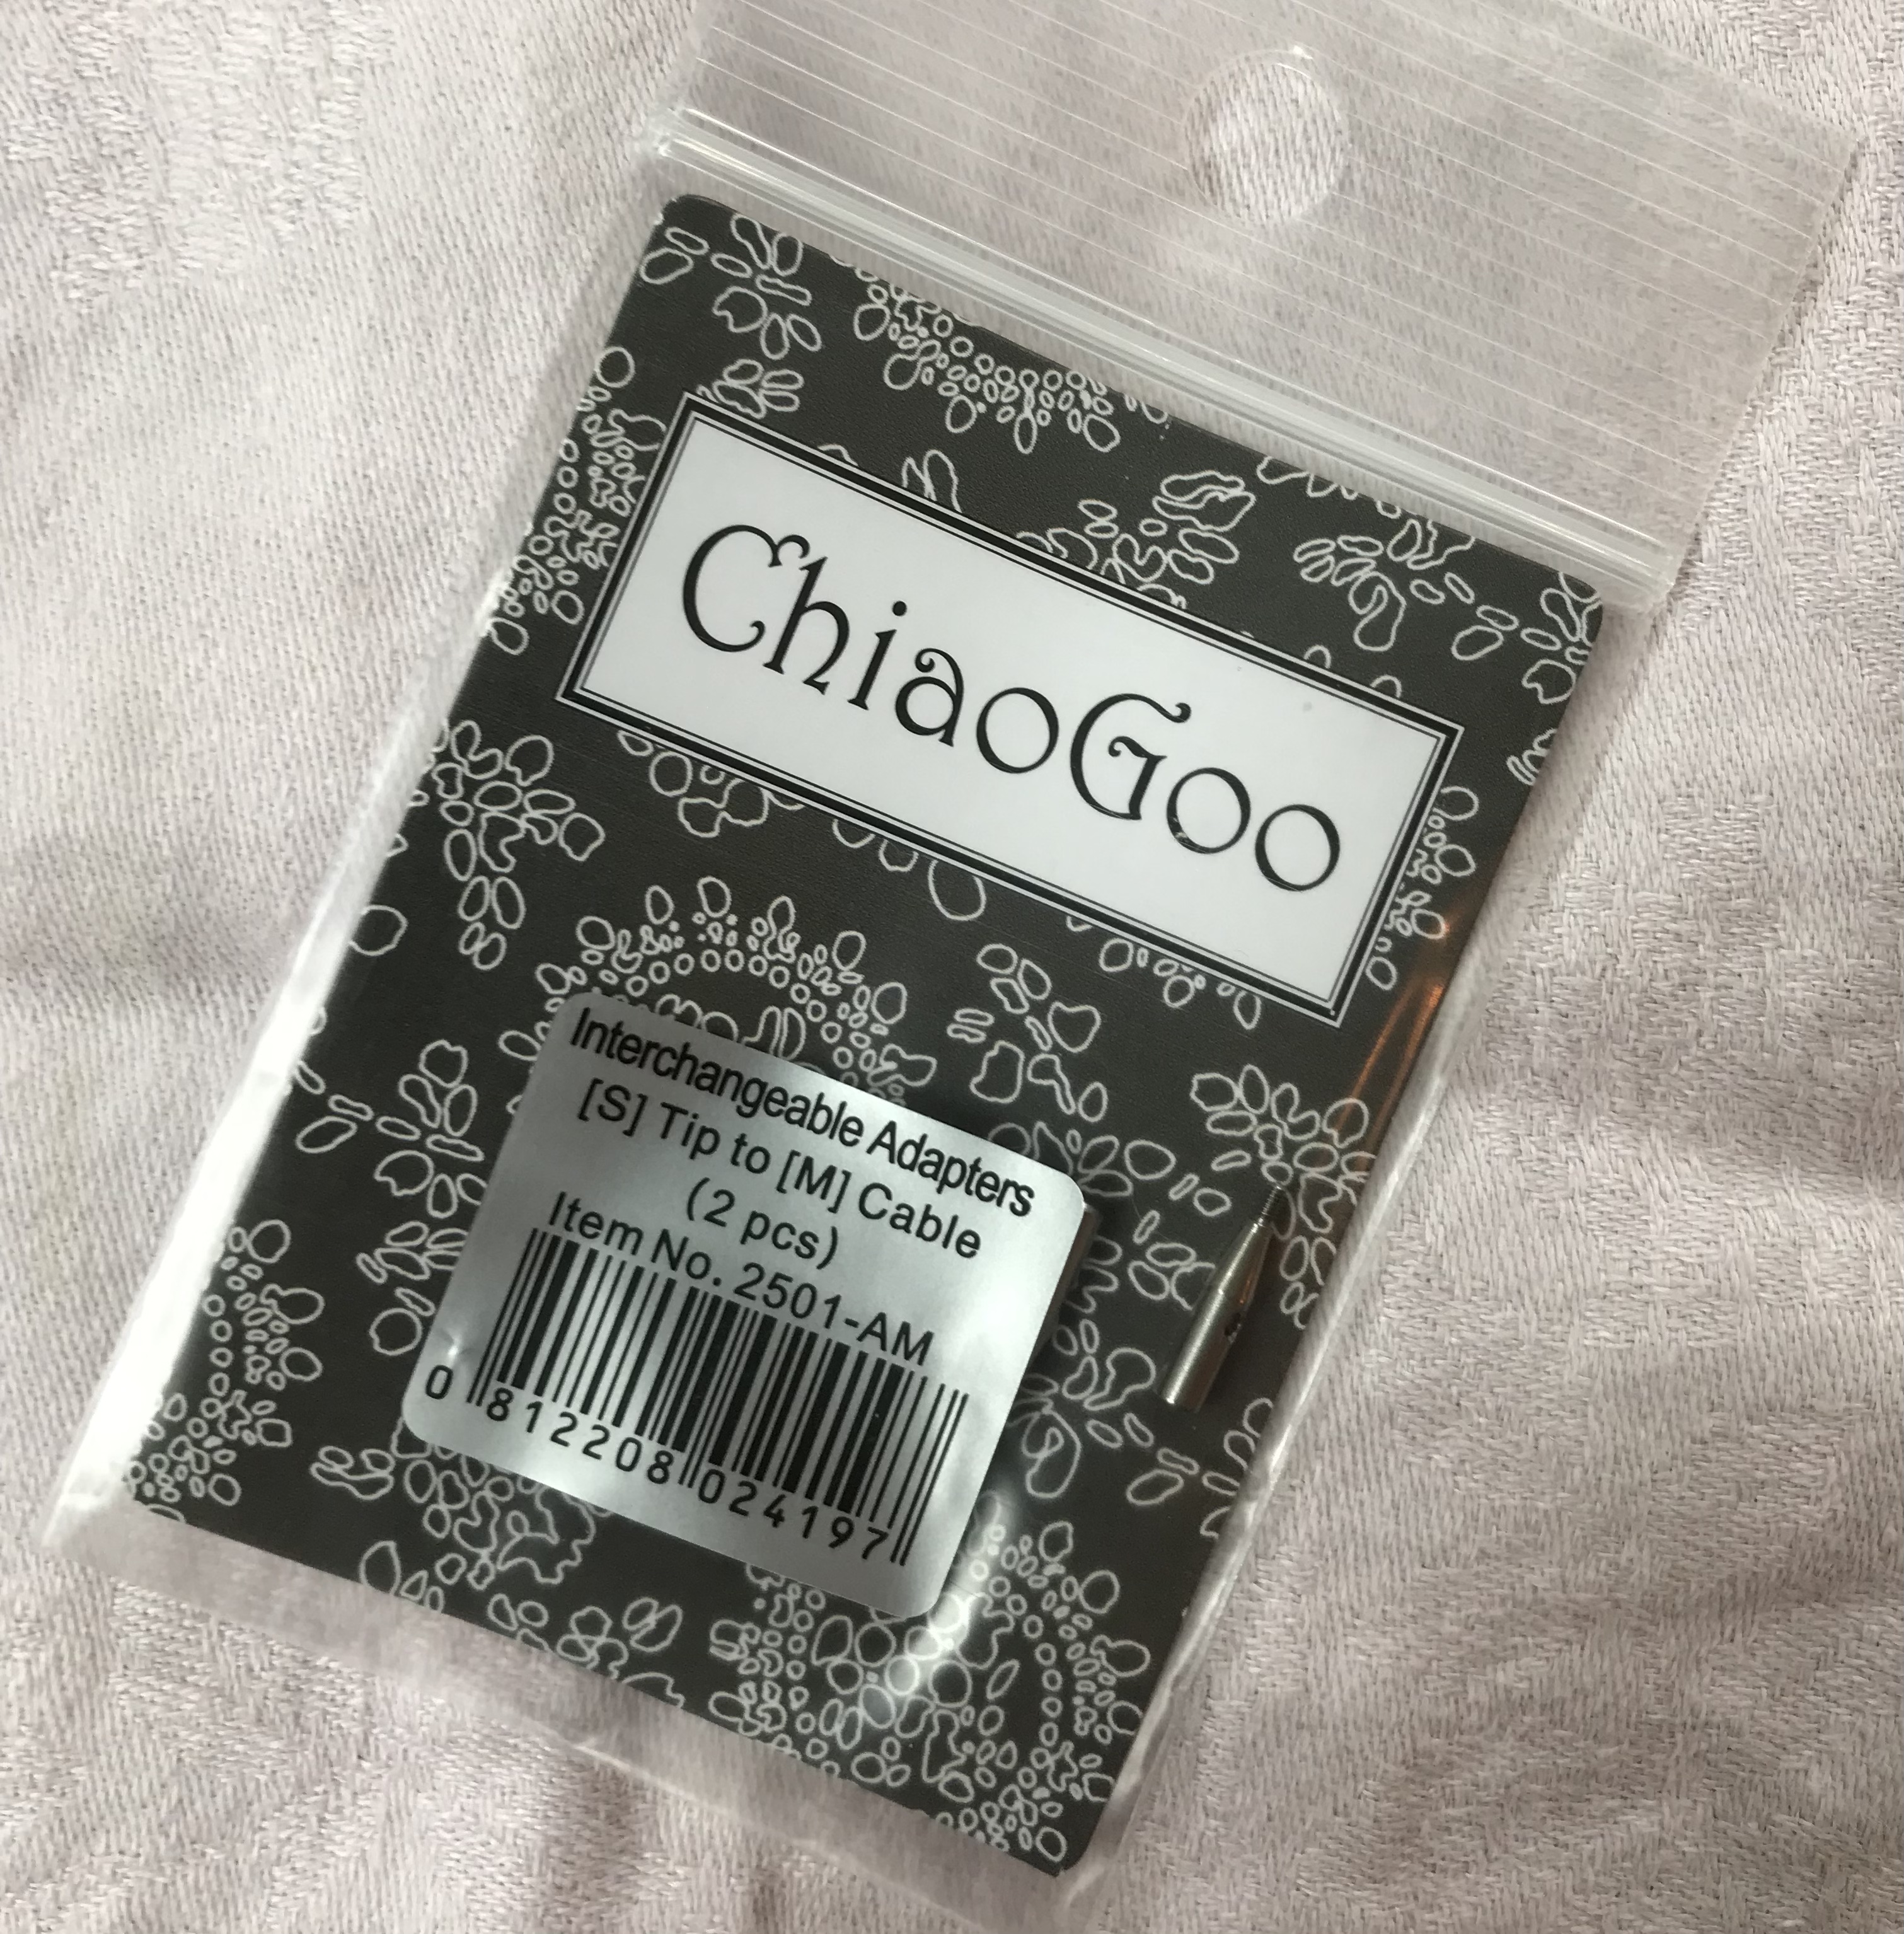 ChiaoGoo
Interchangeable Adapters
[S] Tip to [M] Cable
(2 pcs)
Item No. 2501-AM
0 812208 024197